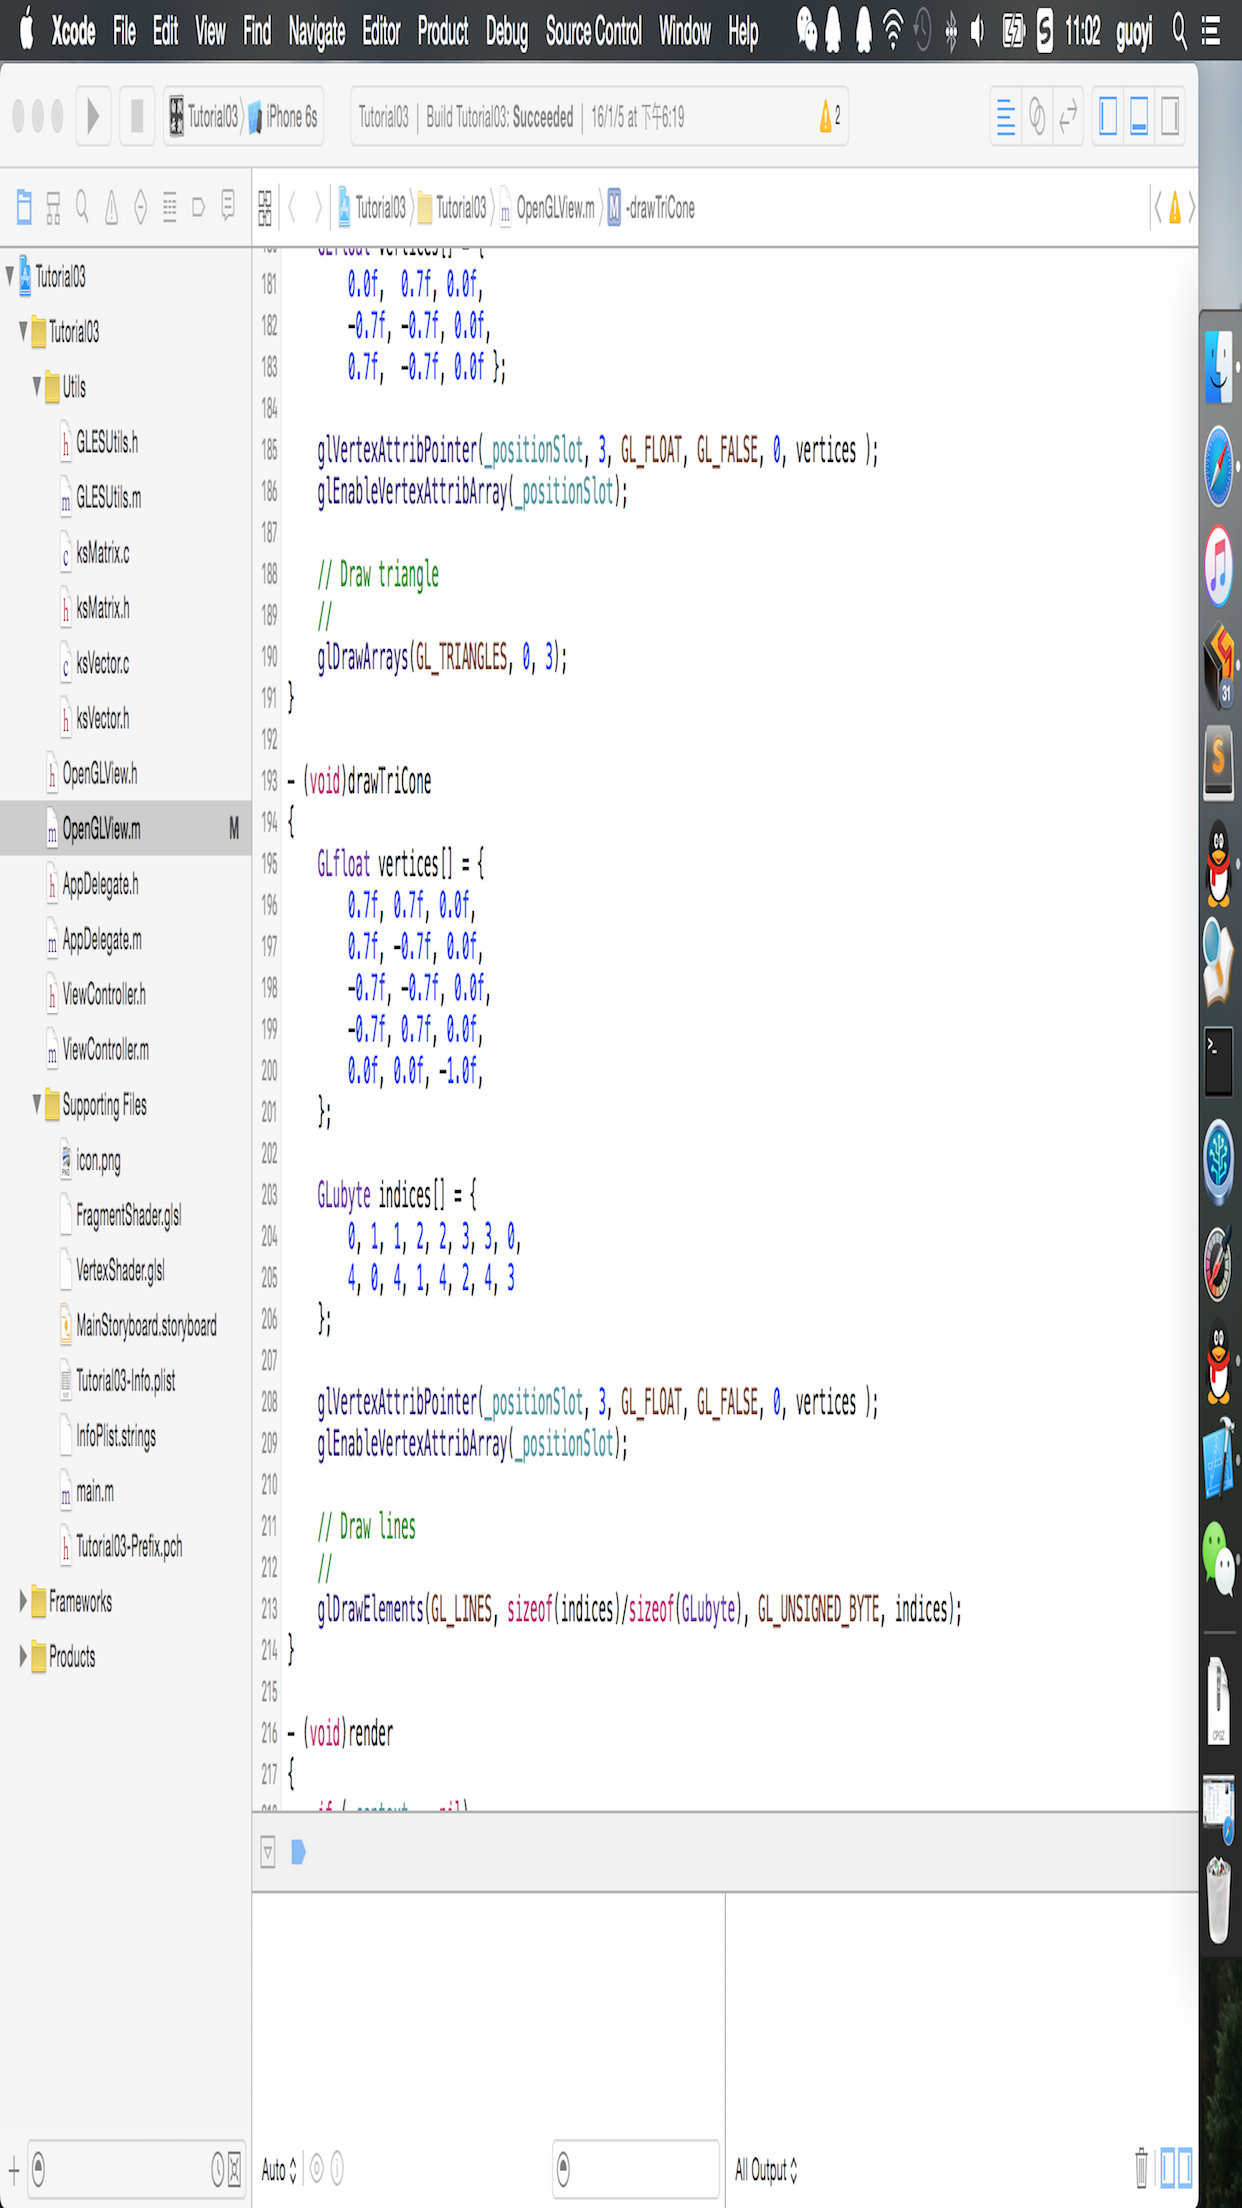 Xcode File Edit View Find Navigate Editor Product Debug Source Control Window Help 11:02 guoyi
Tutorial03 iPhone 6s Tutorial03 | Build Tutorial03: Succeeded | 16/1/5 at 下午6:19 2
Tutorial03 Tutorial03 OpenGLView.m M -drawTriCone
Tutorial03
Tutorial03
Utils
h GLESUtils.h
m GLESUtils.m
c ksMatrix.c
h ksMatrix.h
c ksVector.c
h ksVector.h
h OpenGLView.h
m OpenGLView.m M
h AppDelegate.h
m AppDelegate.m
h ViewController.h
m ViewController.m
Supporting Files
icon.png
FragmentShader.glsl
VertexShader.glsl
MainStoryboard.storyboard
Tutorial03-Info.plist
InfoPlist.strings
m main.m
h Tutorial03-Prefix.pch
Frameworks
Products
GLfloat vertices[] = {
181 0.0f, 0.7f, 0.0f,
182 -0.7f, -0.7f, 0.0f,
183 0.7f, -0.7f, 0.0f };
184
185 glVertexAttribPointer(_positionSlot, 3, GL_FLOAT, GL_FALSE, 0, vertices );
186 glEnableVertexAttribArray(_positionSlot);
187
188 // Draw triangle
189 //
190 glDrawArrays(GL_TRIANGLES, 0, 3);
191 }
192
193 - (void)drawTriCone
194 {
195 GLfloat vertices[] = {
196 0.7f, 0.7f, 0.0f,
197 0.7f, -0.7f, 0.0f,
198 -0.7f, -0.7f, 0.0f,
199 -0.7f, 0.7f, 0.0f,
200 0.0f, 0.0f, -1.0f,
201 };
202
203 GLubyte indices[] = {
204 0, 1, 1, 2, 2, 3, 3, 0,
205 4, 0, 4, 1, 4, 2, 4, 3
206 };
207
208 glVertexAttribPointer(_positionSlot, 3, GL_FLOAT, GL_FALSE, 0, vertices );
209 glEnableVertexAttribArray(_positionSlot);
210
211 // Draw lines
212 //
213 glDrawElements(GL_LINES, sizeof(indices)/sizeof(GLubyte), GL_UNSIGNED_BYTE, indices);
214 }
215
216 - (void)render
217 {
31
S
CPGZ
Auto
All Output